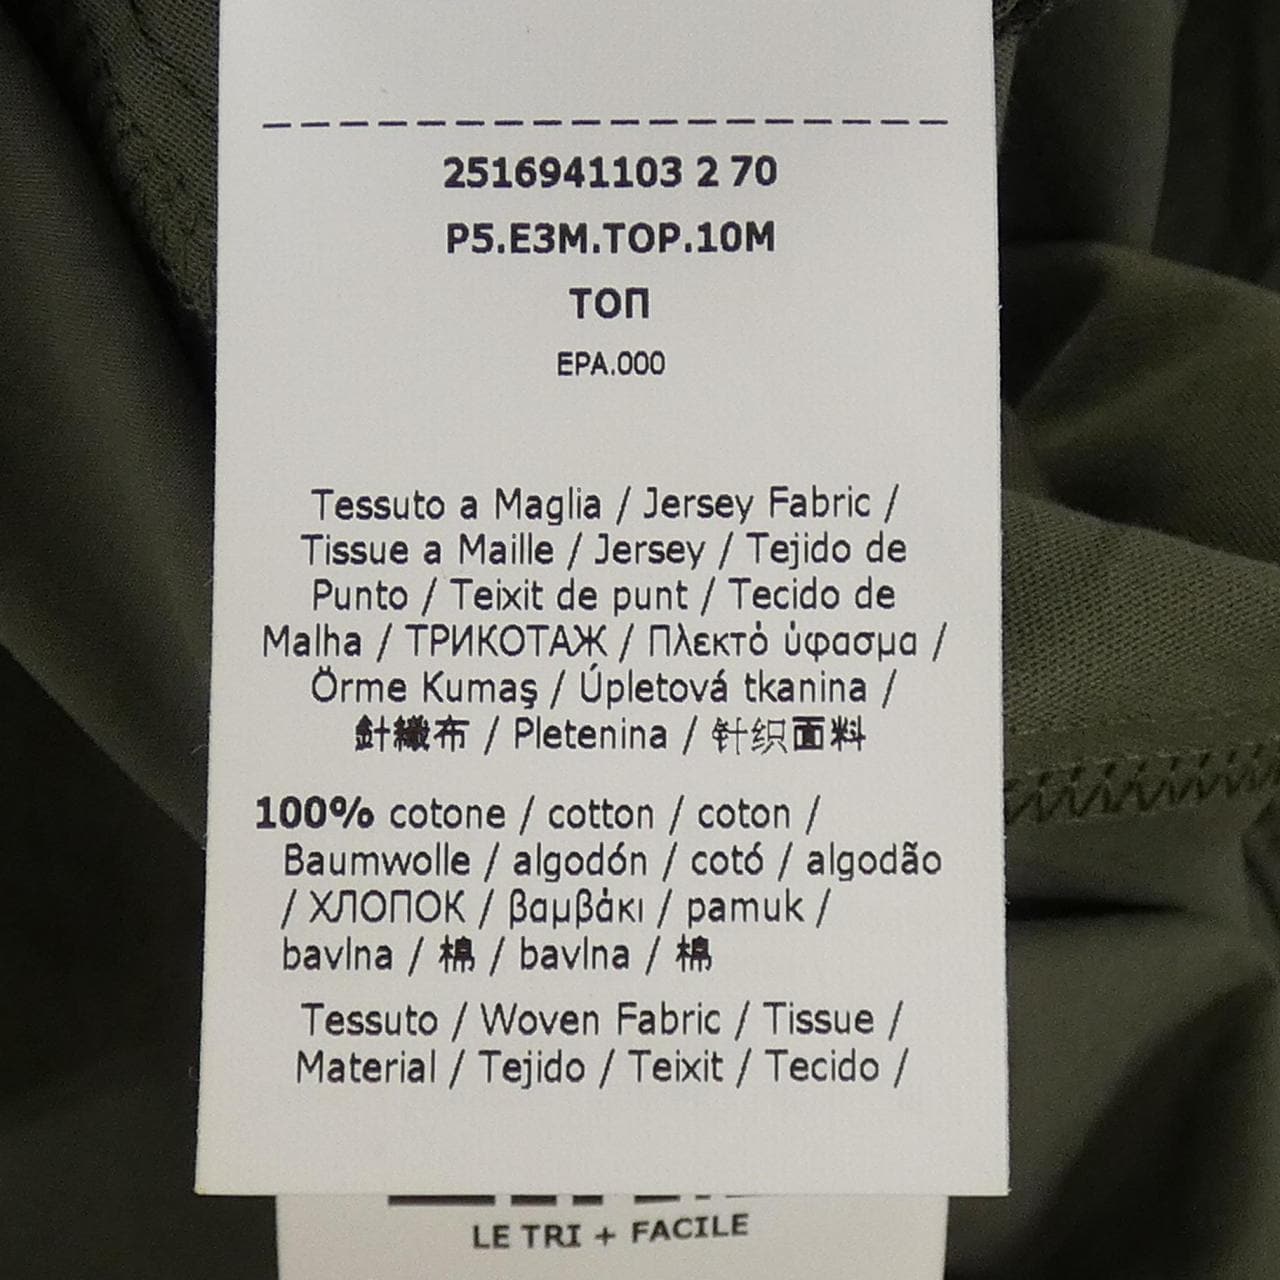 2516941103 2 70
P5.E3M.TOP.10M
ТОП
EPA.000
Tessuto a Maglia / Jersey Fabric /
Tissue a Maille / Jersey / Tejido de
Punto / Teixit de punt / Tecido de
Malha / ТРИКОТАЖ / Πλεκτό ύφασμα /
Örme Kumaş / Úpletová tkanina /
針織布 / Pletenina / 针织面料
100% cotone / cotton / coton /
Baumwolle / algodón / cotó / algodão
/ ХЛОПОК / βαμβάκι / pamuk /
bavlna / 棉 / bavlna / 棉
Tessuto / Woven Fabric / Tissue /
Material / Tejido / Teixit / Tecido /
LE TRI + FACILE